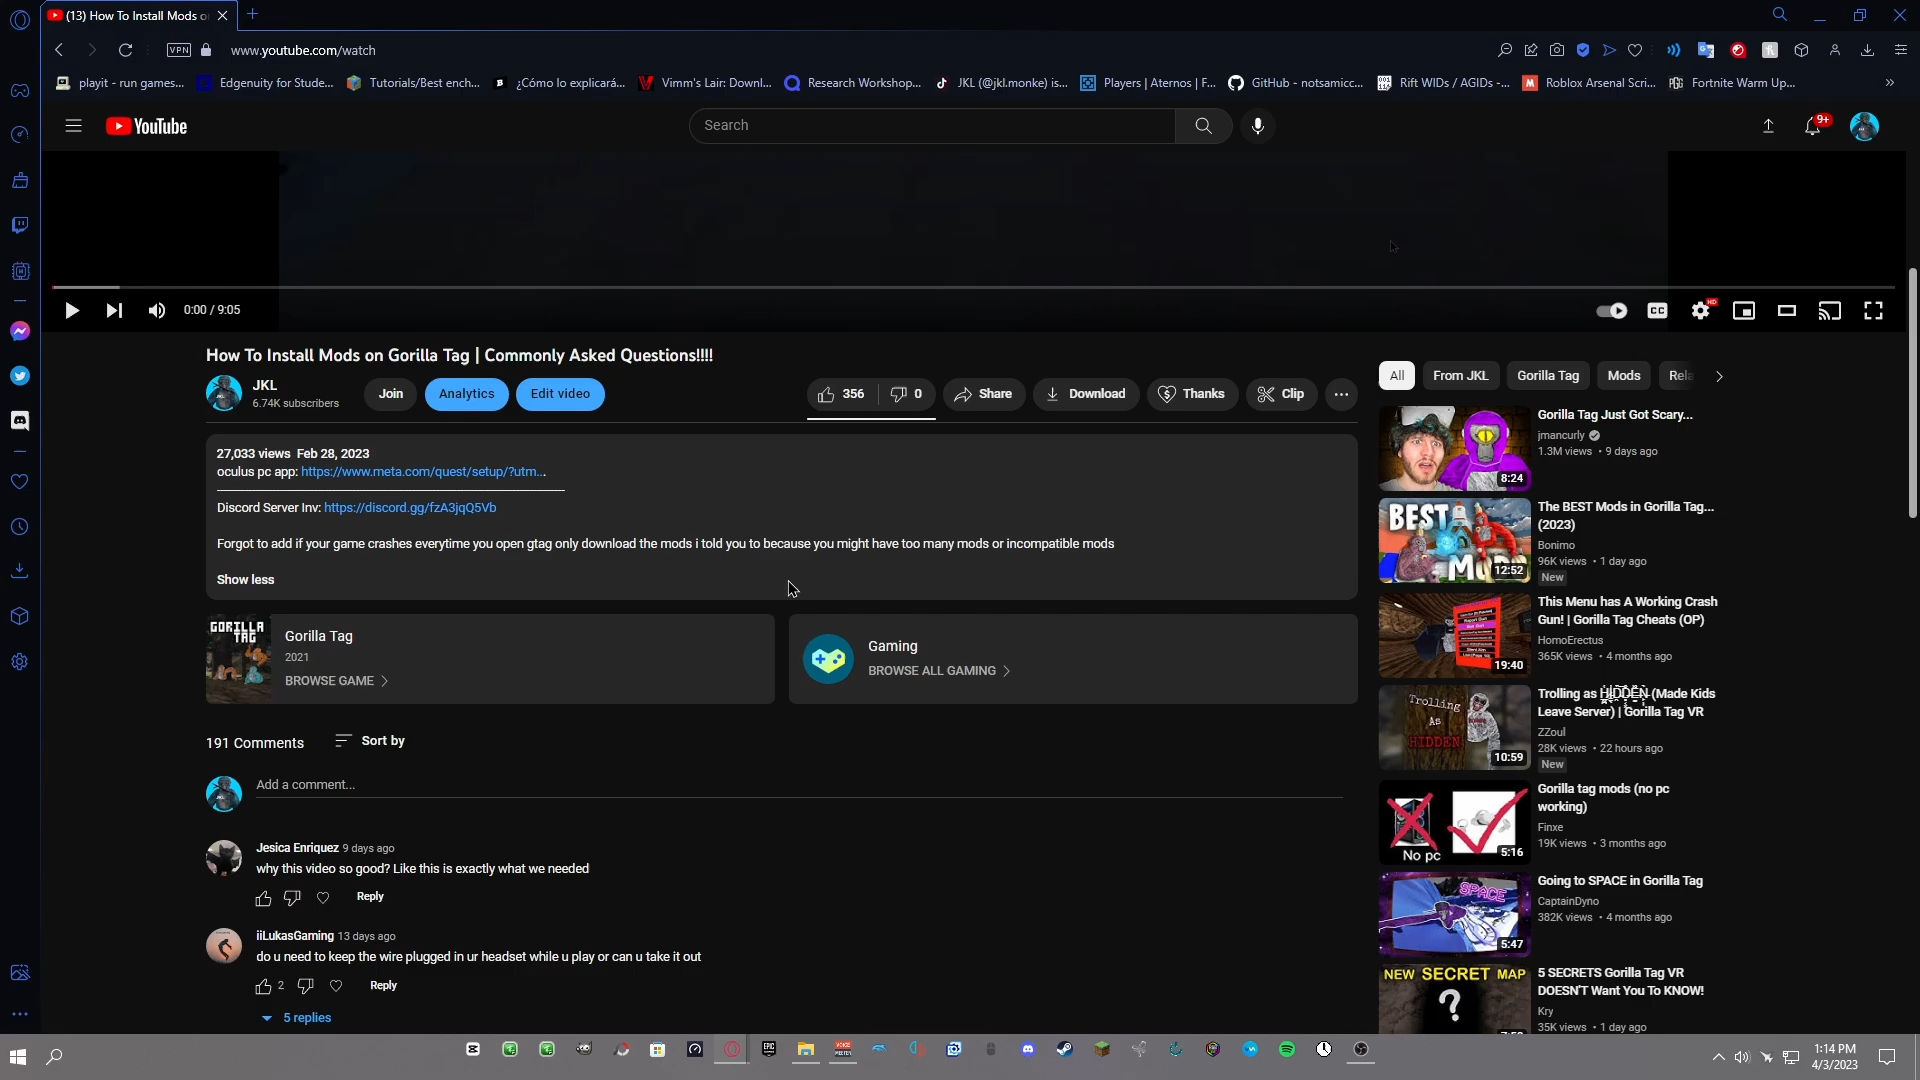 (13) How To Install Mods o
VPN
www.youtube.com/watch
playit - run games...
Edgenuity for Stude...
Tutorials/Best ench...
¿Cómo lo explicará...
Vimm's Lair: Downl...
Research Workshop...
JKL (@jkl.monke) is...
Players | Aternos | F...
GitHub - notsamicc...
Rift WIDs / AGIDs -...
Roblox Arsenal Scri...
Fortnite Warm Up...
YouTube
Search
9+
0:00 / 9:05
CC
HD
How To Install Mods on Gorilla Tag | Commonly Asked Questions!!!!
JKL
6.74K subscribers
Join
Analytics
Edit video
356
0
Share
Download
Thanks
Clip
27,033 views Feb 28, 2023
oculus pc app: https://www.meta.com/quest/setup/?utm...
Discord Server Inv: https://discord.gg/fzA3jqQ5Vb
Forgot to add if your game crashes everytime you open gtag only download the mods i told you to because you might have too many mods or incompatible mods
Show less
GORILLA
TAG
Gorilla Tag
2021
BROWSE GAME
Gaming
BROWSE ALL GAMING
191 Comments
Sort by
Add a comment...
Jesica Enriquez 9 days ago
why this video so good? Like this is exactly what we needed
Reply
iiLukasGaming 13 days ago
do u need to keep the wire plugged in ur headset while u play or can u take it out
2
Reply
5 replies
All
From JKL
Gorilla Tag
Mods
Rela
8:24
Gorilla Tag Just Got Scary...
jmancurly
1.3M views • 9 days ago
BEST
MOD
12:52
The BEST Mods in Gorilla Tag...
(2023)
Bonimo
96K views • 1 day ago
New
19:40
This Menu has A Working Crash
Gun! | Gorilla Tag Cheats (OP)
HomoErectus
365K views • 4 months ago
Trolling
As
HIDDEN
10:59
Trolling as HIDDEN (Made Kids
Leave Server) | Gorilla Tag VR
ZZoul
28K views • 22 hours ago
New
No pc
5:16
Gorilla tag mods (no pc
working)
Finxe
19K views • 3 months ago
SPACE
5:47
Going to SPACE in Gorilla Tag
CaptainDyno
382K views • 4 months ago
NEW SECRET MAP
?
5 SECRETS Gorilla Tag VR
DOESN'T Want You To KNOW!
Kry
35K views • 1 day ago
EPIC
VOICE
MEETER
1:14 PM
4/3/2023